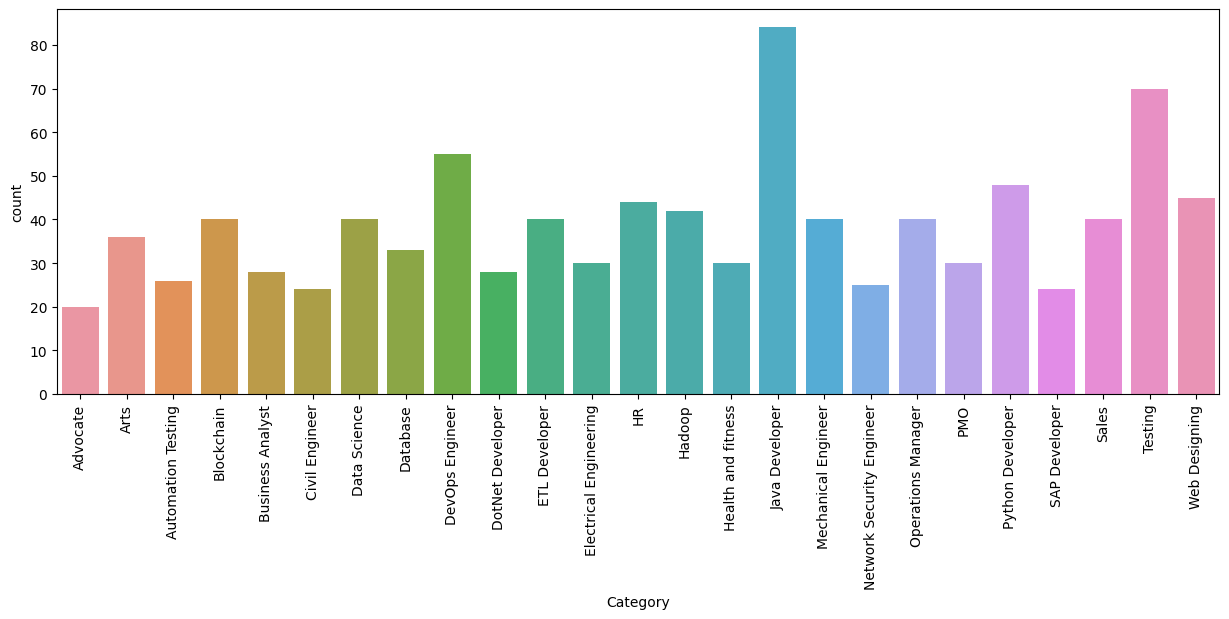 80
70
60
50
40
30
20
10
0
count
Advocate
Arts
Automation Testing
Blockchain
Business Analyst
Civil Engineer
Data Science
Database
DevOps Engineer
DotNet Developer
ETL Developer
Electrical Engineering
HR
Hadoop
Health and fitness
Java Developer
Mechanical Engineer
Network Security Engineer
Operations Manager
PMO
Python Developer
SAP Developer
Sales
Testing
Web Designing
Category